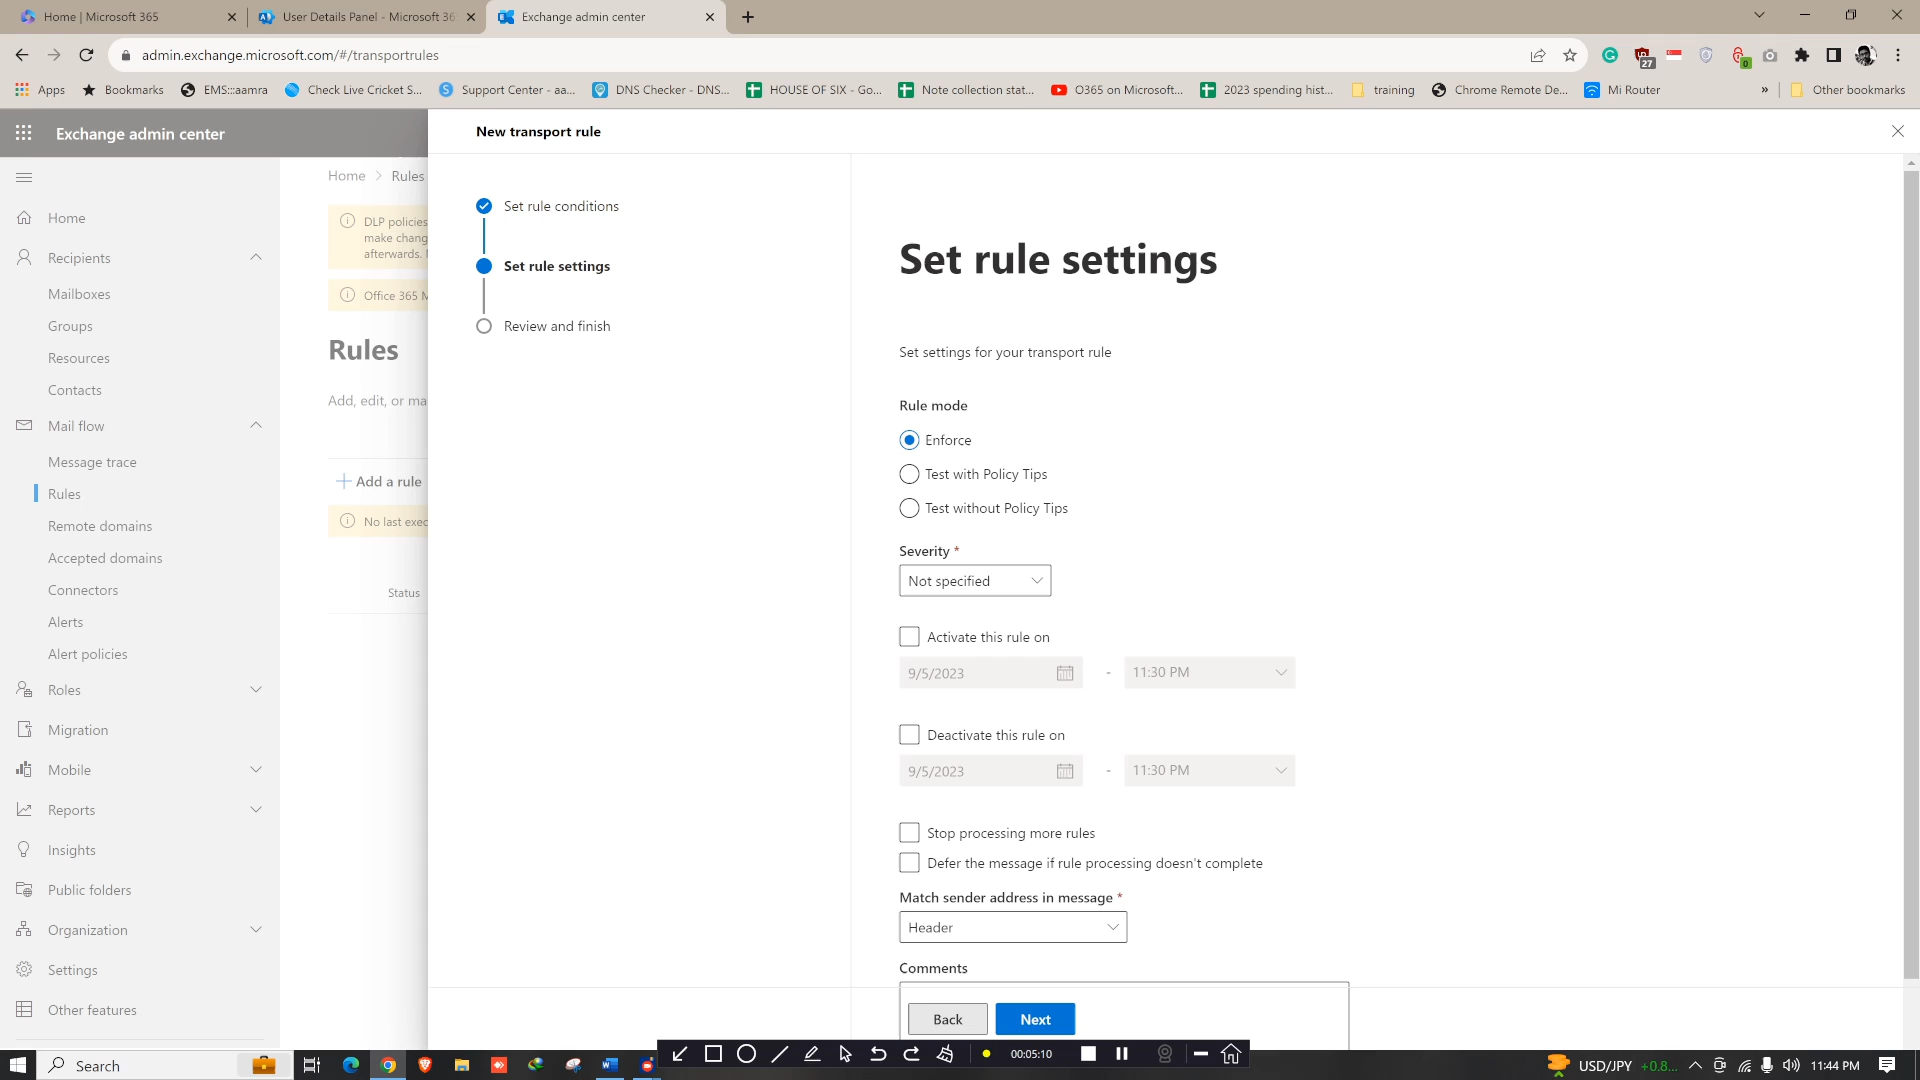 Home | Microsoft 365
User Details Panel - Microsoft 36
Exchange admin center
admin.exchange.microsoft.com/#/transportrules
27
0
Apps
Bookmarks
EMS:::aamra
Check Live Cricket S...
Support Center - aa...
DNS Checker - DNS...
HOUSE OF SIX - Go...
Note collection stat...
O365 on Microsoft...
2023 spending hist...
training
Chrome Remote De...
Mi Router
»
Other bookmarks
Exchange admin center
Home
Recipients
Mailboxes
Groups
Resources
Contacts
Mail flow
Message trace
Rules
Remote domains
Accepted domains
Connectors
Alerts
Alert policies
Roles
Migration
Mobile
Reports
Insights
Public folders
Organization
Settings
Other features
Home > Rules
DLP policies
make chang
afterwards.
Office 365 M
Rules
Add, edit, or ma
+ Add a rule
No last exec
Status
New transport rule
Set rule conditions
Set rule settings
Review and finish
Set rule settings
Set settings for your transport rule
Rule mode
Enforce
Test with Policy Tips
Test without Policy Tips
Severity *
Not specified
Activate this rule on
9/5/2023 - 11:30 PM
Deactivate this rule on
9/5/2023 - 11:30 PM
Stop processing more rules
Defer the message if rule processing doesn't complete
Match sender address in message *
Header
Comments
Back
Next
Search
00:05:10
USD/JPY +0.8...
11:44 PM